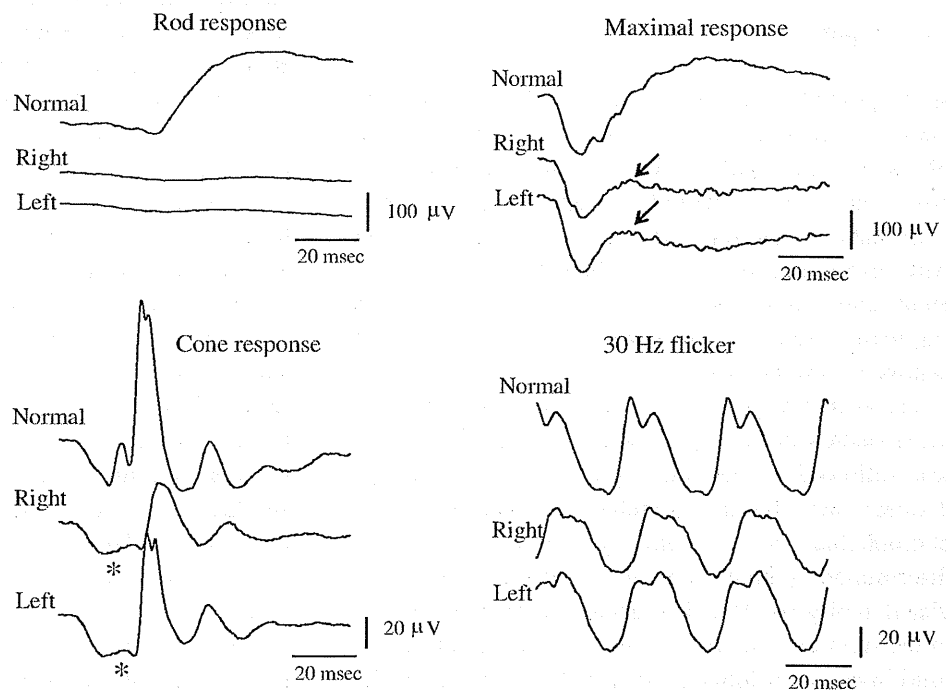 Rod response
Normal
Right
Left
100 μV
20 msec
Maximal response
Normal
Right
Left
100 μV
20 msec
Cone response
Normal
Right
*
Left
*
20 μV
20 msec
30 Hz flicker
Normal
Right
Left
20 μV
20 msec